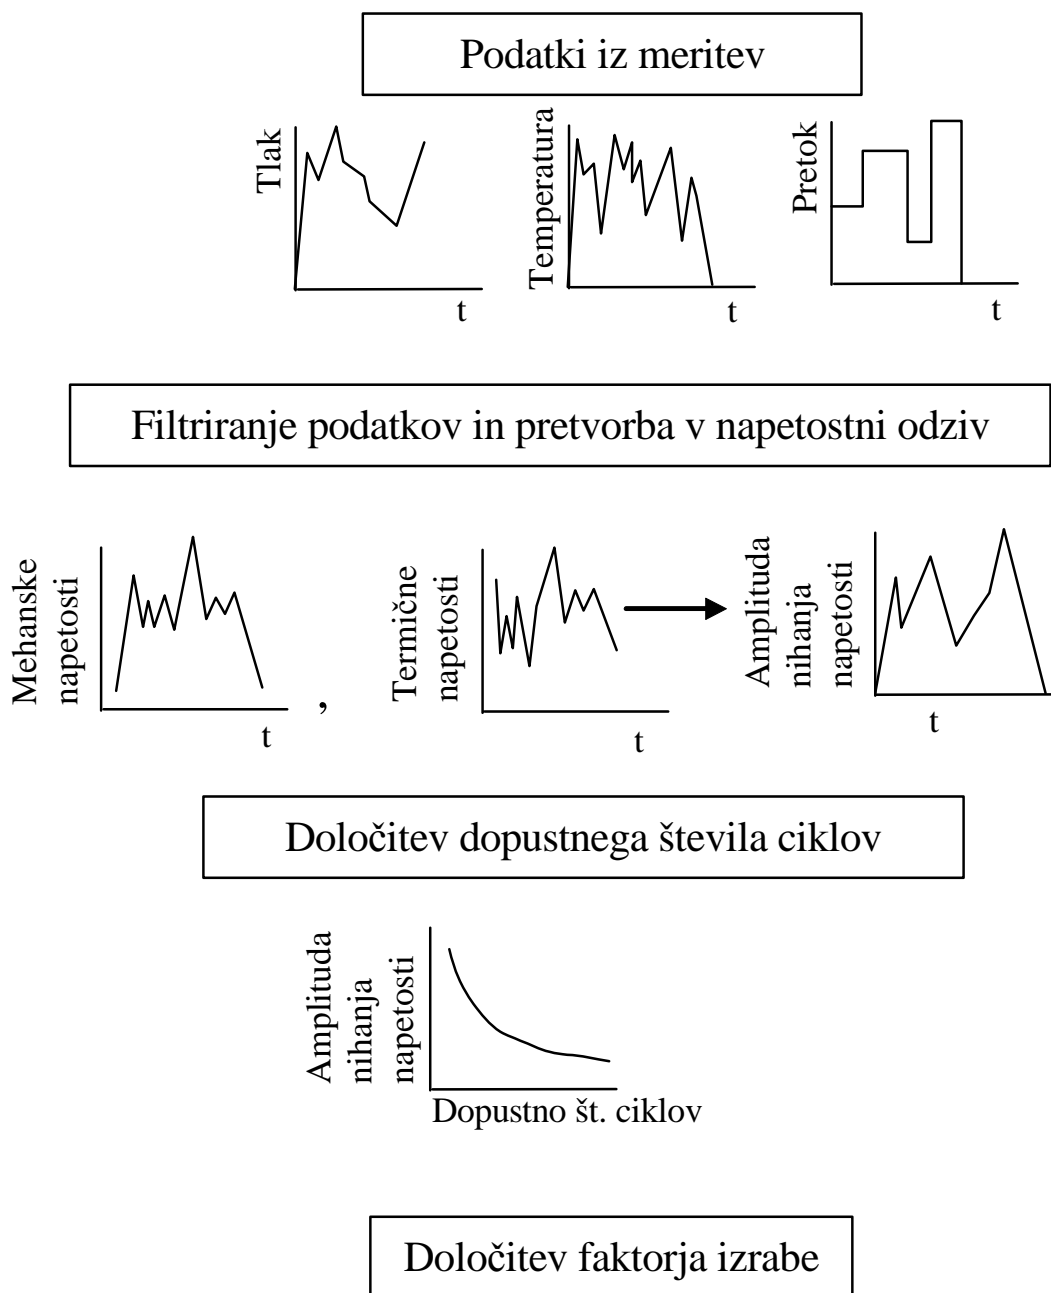 Podatki iz meritev
Tlak
t
Temperatura
t
Pretok
t
Filtriranje podatkov in pretvorba v napetostni odziv
Mehanske
napetosti
t
,
Termične
napetosti
t
Amplituda
nihanja
napetosti
t
Določitev dopustnega števila ciklov
Amplituda
nihanja
napetosti
Dopustno št. ciklov
Določitev faktorja izrabe